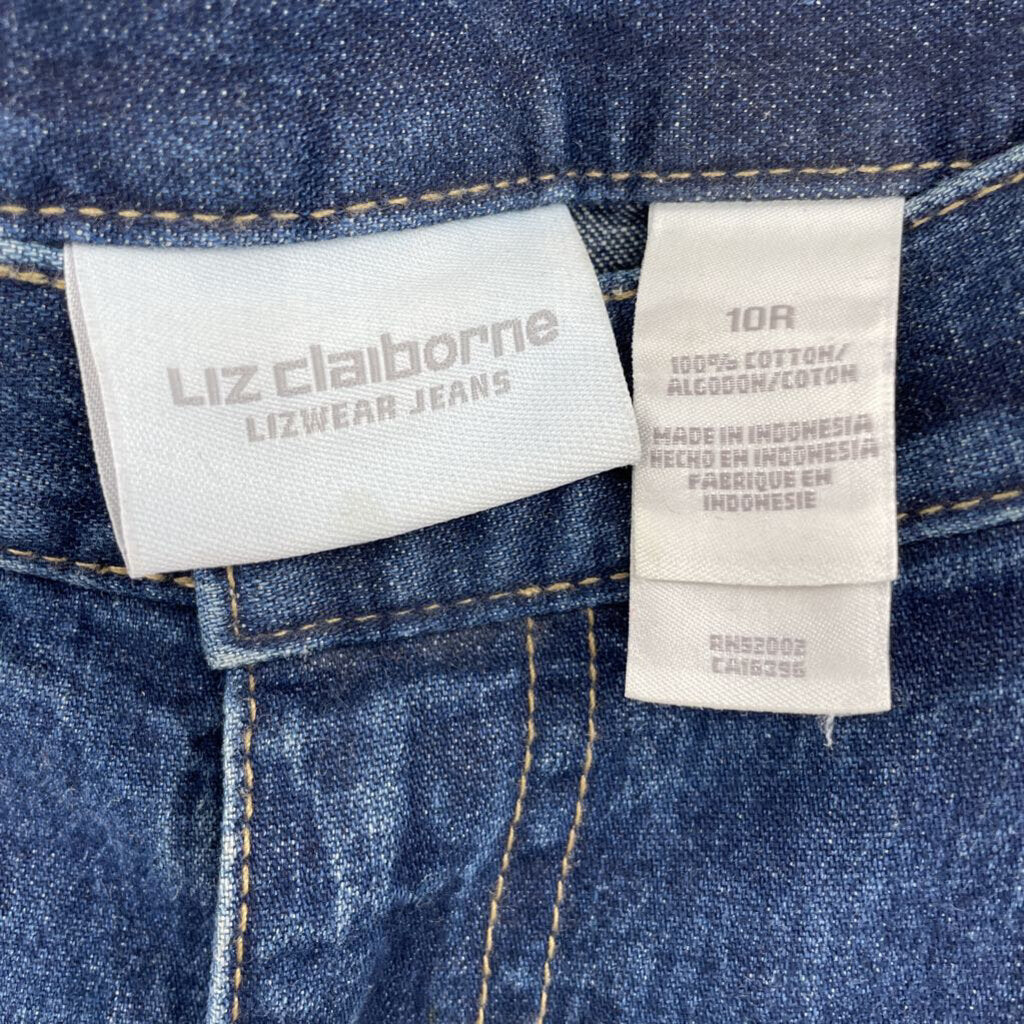 Liz claiborne
LIZWEAR JEANS
10R
100% COTTON/
ALGODON/COTON
MADE IN INDONESIA
HECHO EN INDONESIA
FABRIQUE EN
INDONESIE
RN52002
CA16396